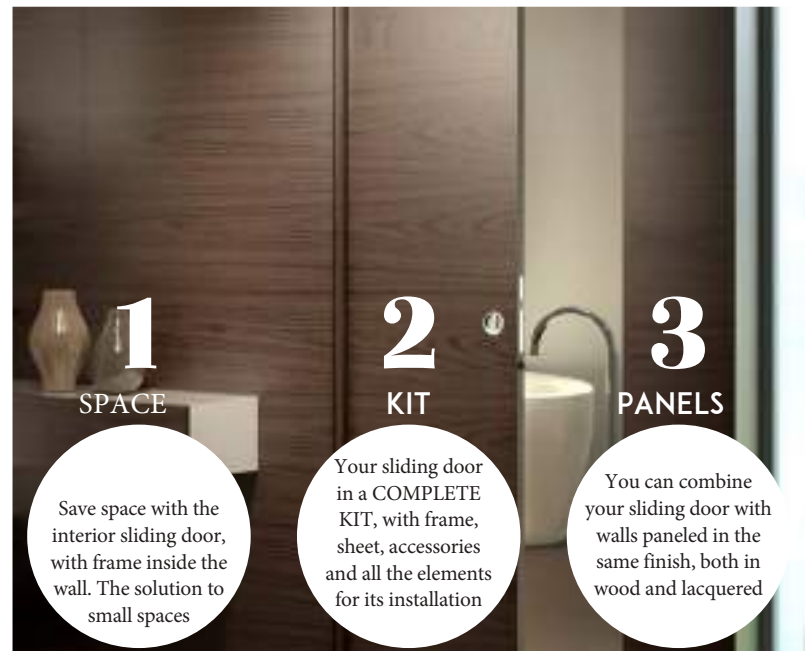 1
SPACE
Save space with the
interior sliding door,
with frame inside the
wall. The solution to
small spaces
2
KIT
Your sliding door
in a COMPLETE
KIT, with frame,
sheet, accessories
and all the elements
for its installation
3
PANELS
You can combine
your sliding door with
walls paneled in the
same finish, both in
wood and lacquered